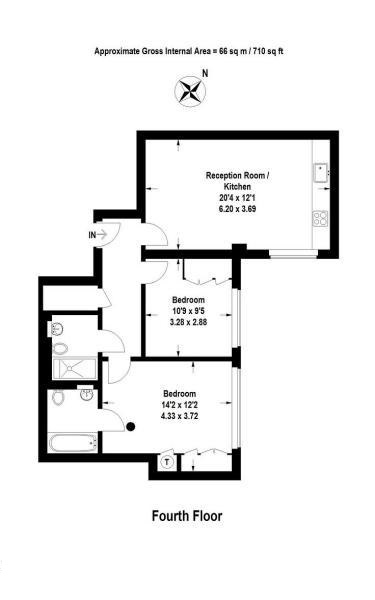 Approximate Gross Internal Area = 66 sq m / 710 sq ft
N
Reception Room /
Kitchen
20'4 x 12'1
6.20 x 3.69
IN
Bedroom
10'9 x 9'5
3.28 x 2.88
Bedroom
14'2 x 12'2
4.33 x 3.72
T
Fourth Floor